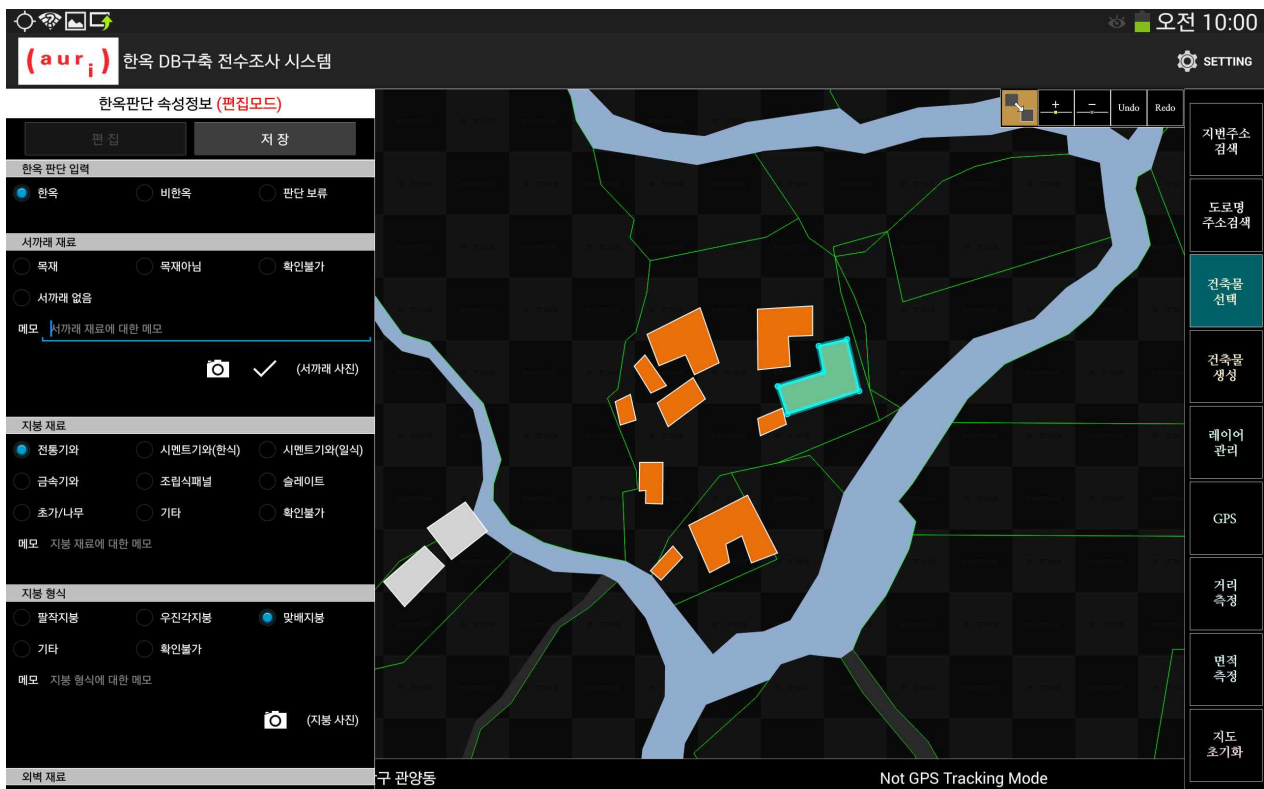 오전 10:00
(auri) 한옥 DB구축 전수조사 시스템
SETTING
한옥판단 속성정보 (편집모드)
편집 저장
한옥 판단 입력
한옥 비한옥 판단 보류
서까래 재료
목재 목재아님 확인불가
서까래 없음
메모 서까래 재료에 대한 메모
(서까래 사진)
지붕 재료
전통기와 시멘트기와(한식) 시멘트기와(일식)
금속기와 조립식패널 슬레이트
초가/나무 기타 확인불가
메모 지붕 재료에 대한 메모
지붕 형식
팔작지붕 우진각지붕 맞배지붕
기타 확인불가
메모 지붕 형식에 대한 메모
(지붕 사진)
외벽 재료
+ − Undo Redo
구 관양동
Not GPS Tracking Mode
지번주소
검색
도로명
주소검색
건축물
선택
건축물
생성
레이어
관리
GPS
거리
측정
면적
측정
지도
초기화